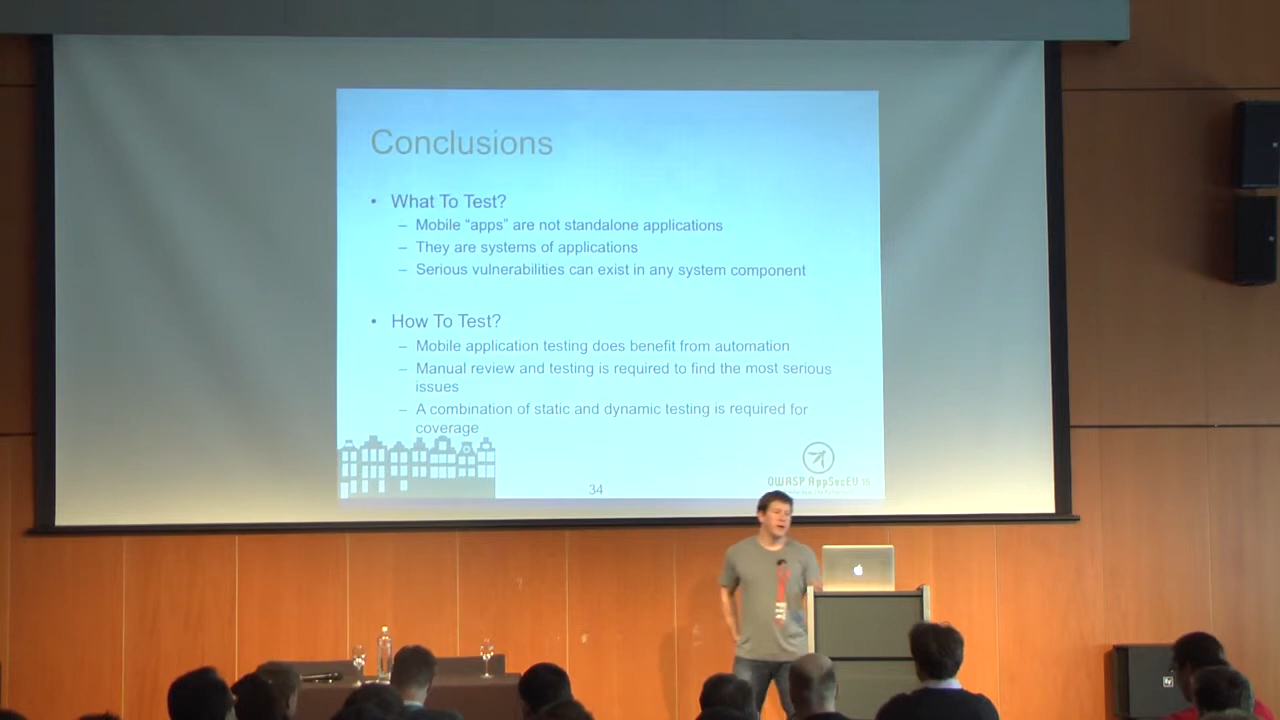 Conclusions
• What To Test?
– Mobile “apps” are not standalone applications
– They are systems of applications
– Serious vulnerabilities can exist in any system component
• How To Test?
– Mobile application testing does benefit from automation
– Manual review and testing is required to find the most serious
issues
– A combination of static and dynamic testing is required for
coverage
34
OWASP AppSecEU 15